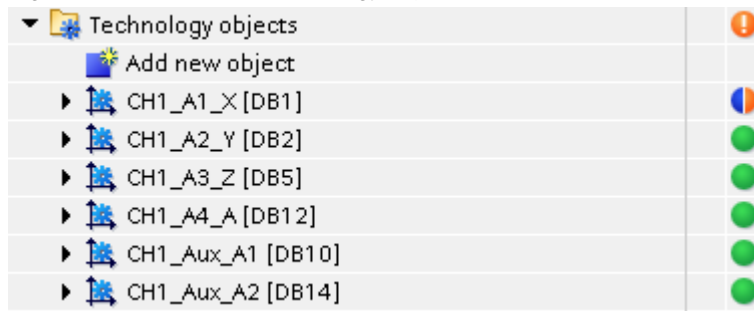 Technology objects
Add new object
CH1_A1_X [DB1]
CH1_A2_Y [DB2]
CH1_A3_Z [DB5]
CH1_A4_A [DB12]
CH1_Aux_A1 [DB10]
CH1_Aux_A2 [DB14]